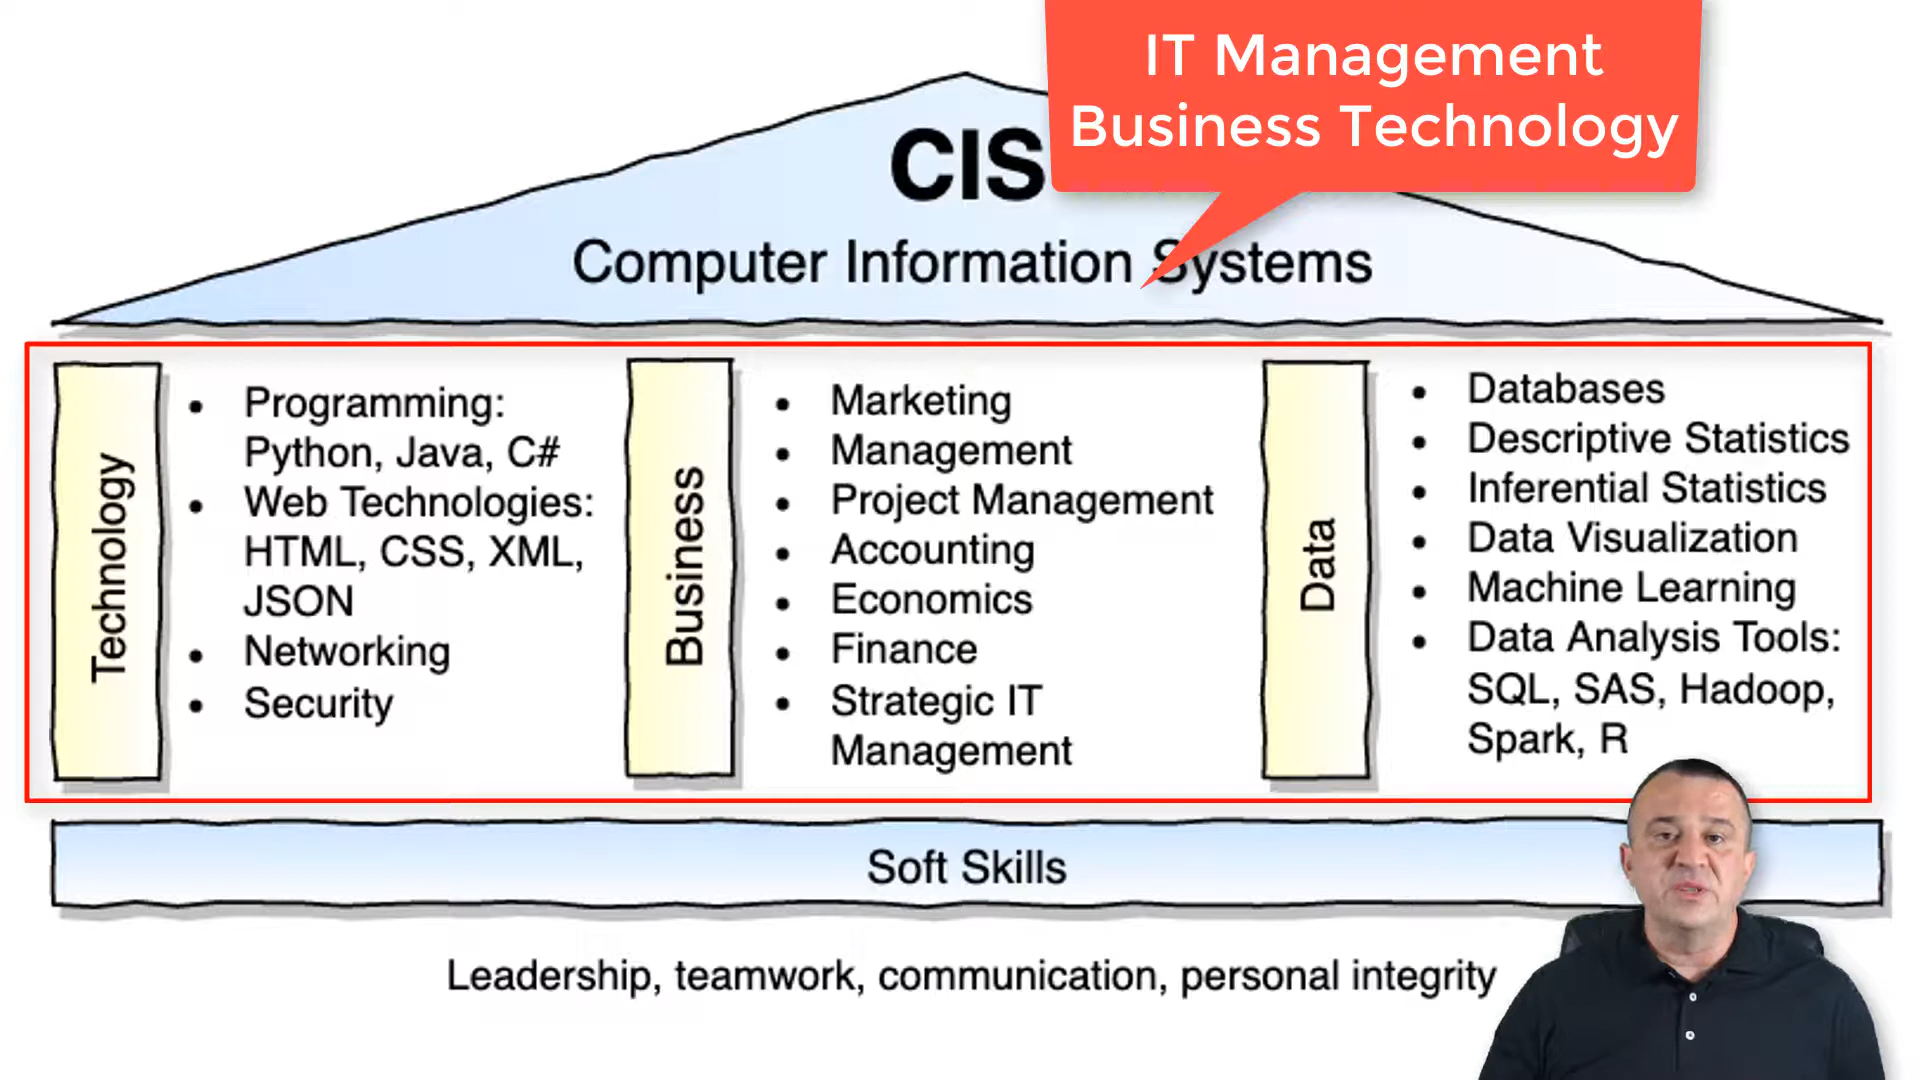 IT Management
Business Technology
CIS
Computer Information Systems
Technology
Programming:
Python, Java, C#
Web Technologies:
HTML, CSS, XML,
JSON
Networking
Security
Business
Marketing
Management
Project Management
Accounting
Economics
Finance
Strategic IT
Management
Data
Databases
Descriptive Statistics
Inferential Statistics
Data Visualization
Machine Learning
Data Analysis Tools:
SQL, SAS, Hadoop,
Spark, R
Soft Skills
Leadership, teamwork, communication, personal integrity